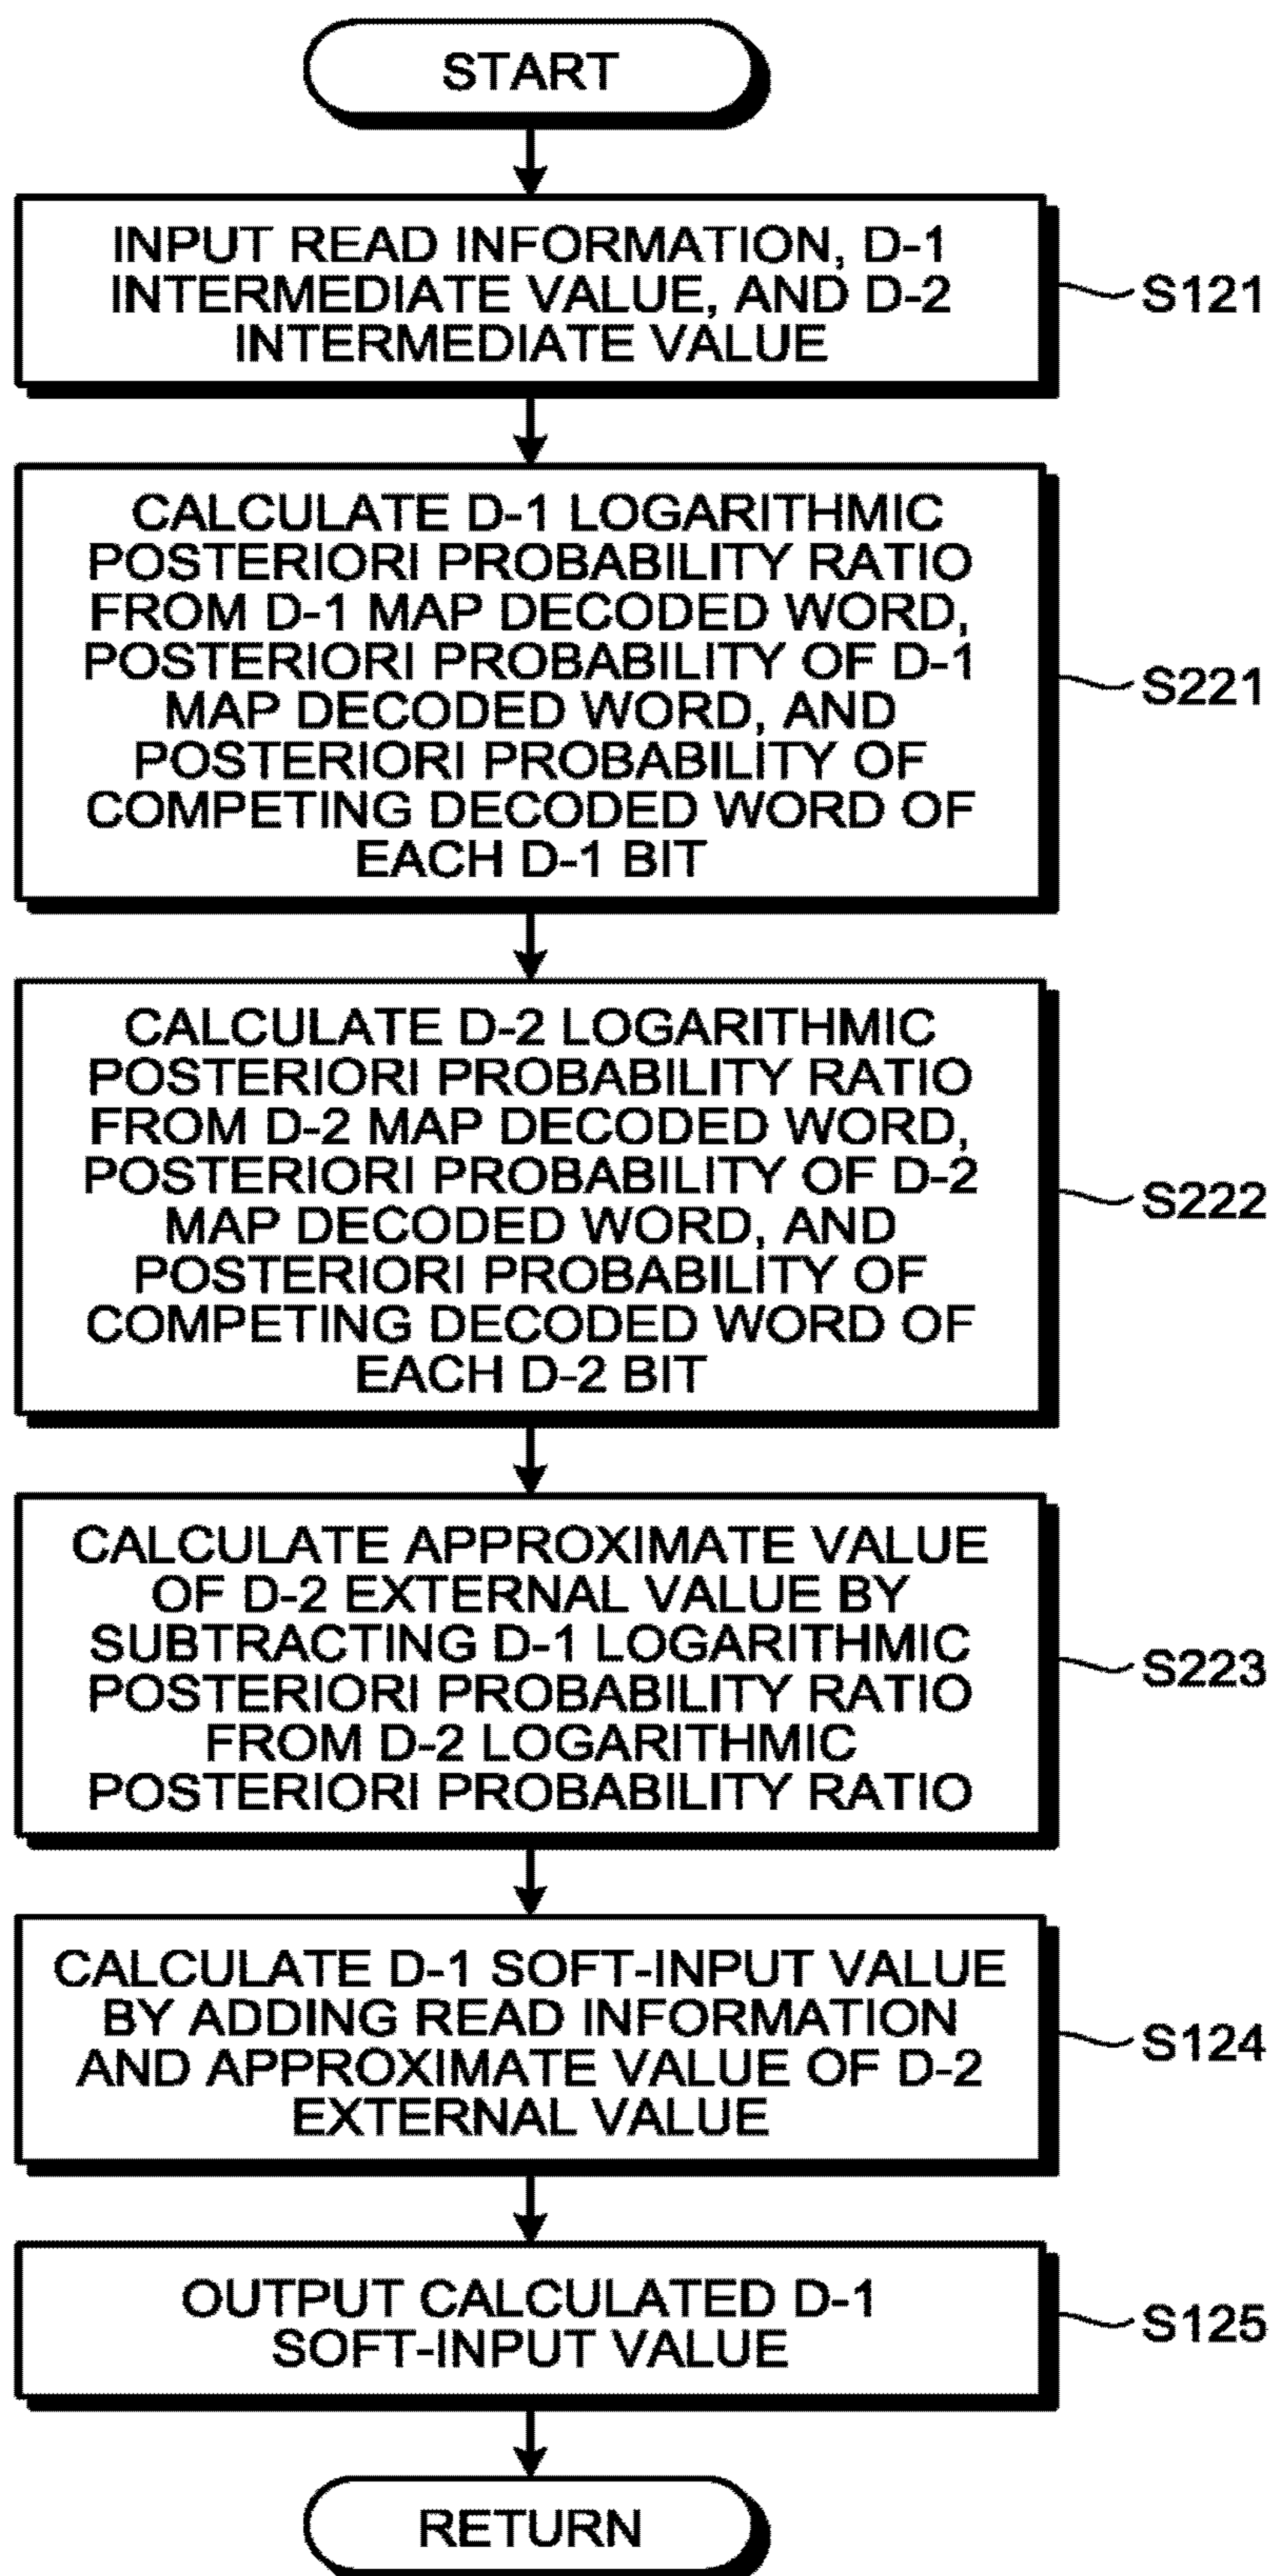 START
INPUT READ INFORMATION, D-1
INTERMEDIATE VALUE, AND D-2
INTERMEDIATE VALUE
S121
CALCULATE D-1 LOGARITHMIC
POSTERIORI PROBABILITY RATIO
FROM D-1 MAP DECODED WORD,
POSTERIORI PROBABILITY OF D-1
MAP DECODED WORD, AND
POSTERIORI PROBABILITY OF
COMPETING DECODED WORD OF
EACH D-1 BIT
S221
CALCULATE D-2 LOGARITHMIC
POSTERIORI PROBABILITY RATIO
FROM D-2 MAP DECODED WORD,
POSTERIORI PROBABILITY OF D-2
MAP DECODED WORD, AND
POSTERIORI PROBABILITY OF
COMPETING DECODED WORD OF
EACH D-2 BIT
S222
CALCULATE APPROXIMATE VALUE
OF D-2 EXTERNAL VALUE BY
SUBTRACTING D-1 LOGARITHMIC
POSTERIORI PROBABILITY RATIO
FROM D-2 LOGARITHMIC
POSTERIORI PROBABILITY RATIO
S223
CALCULATE D-1 SOFT-INPUT VALUE
BY ADDING READ INFORMATION
AND APPROXIMATE VALUE OF D-2
EXTERNAL VALUE
S124
OUTPUT CALCULATED D-1
SOFT-INPUT VALUE
S125
RETURN